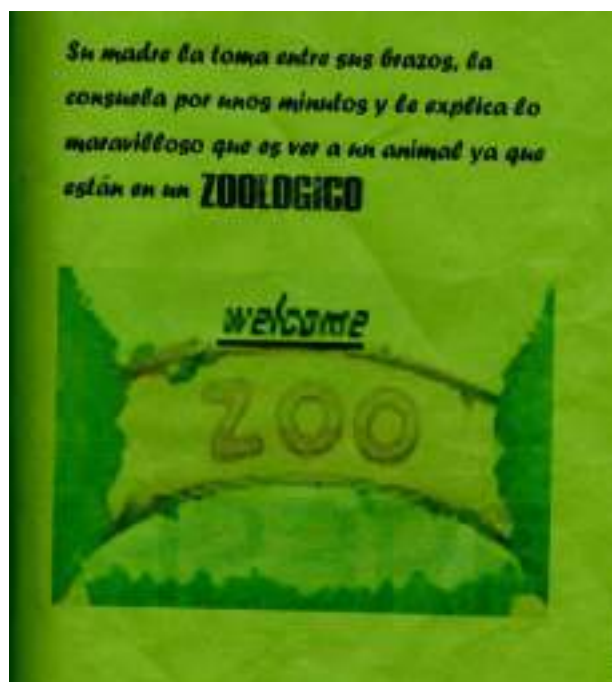 Su madre la toma entre sus brazos, la
consuela por unos minutos y le explica lo
maravilloso que es ver a un animal ya que
están en un ZOOLOGICO
welcome
ZOO